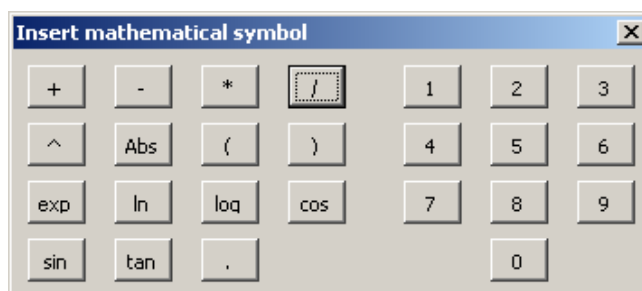 Insert mathematical symbol
+ - * / 1 2 3
^ Abs ( ) 4 5 6
exp ln log cos 7 8 9
sin tan . 0